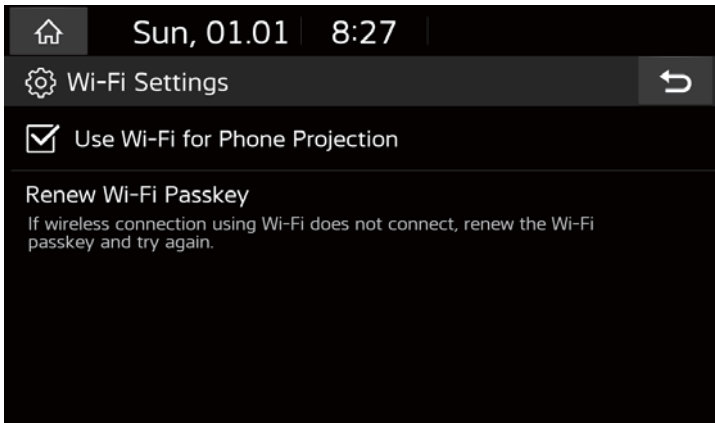 Sun, 01.01 8:27
Wi-Fi Settings
Use Wi-Fi for Phone Projection
Renew Wi-Fi Passkey
If wireless connection using Wi-Fi does not connect, renew the Wi-Fi
passkey and try again.